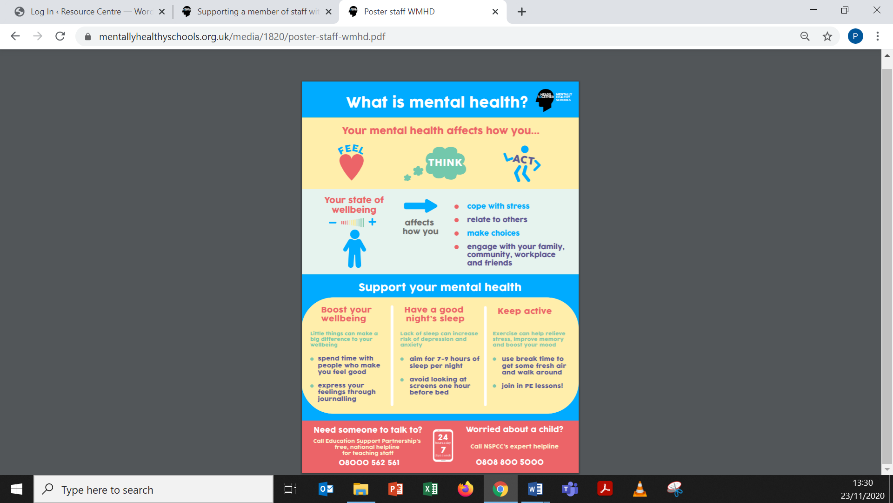 Log In ‹ Resource Centre — Wor
Supporting a member of staff wi
Poster staff WMHD
mentallyhealthyschools.org.uk/media/1820/poster-staff-wmhd.pdf
P
What is mental health?
MENTALLY HEALTHY SCHOOLS
Your mental health affects how you...
FEEL
THINK
ACT
Your state of
wellbeing
affects
how you
cope with stress
relate to others
make choices
engage with your family,
community, workplace
and friends
Support your mental health
Boost your
wellbeing
Little things can make a
big difference to your
wellbeing
spend time with
people who make
you feel good
express your
feelings through
journalling
Have a good
night's sleep
Lack of sleep can increase
risk of depression and
anxiety
aim for 7-9 hours of
sleep per night
avoid looking at
screens one hour
before bed
Keep active
Exercise can help relieve
stress, improve memory
and boost your mood
use break time to
get some fresh air
and walk around
join in PE lessons!
Need someone to talk to?
Call Education Support Partnership's
free, national helpline
for teaching staff
08000 562 561
24
7
Worried about a child?
Call NSPCC's expert helpline
0808 800 5000
Type here to search
13:30
23/11/2020